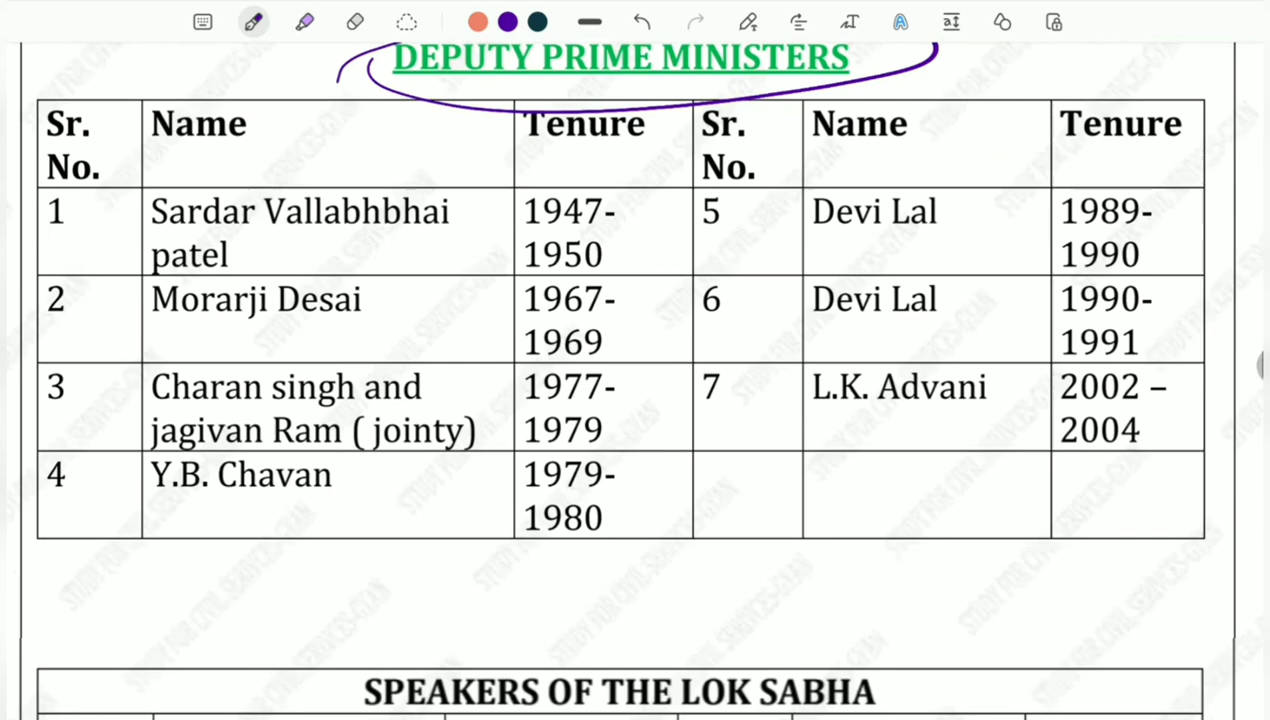 DEPUTY PRIME MINISTERS
Sr. No. Name Tenure Sr. No. Name Tenure
1 Sardar Vallabhbhai patel 1947-1950 5 Devi Lal 1989-1990
2 Morarji Desai 1967-1969 6 Devi Lal 1990-1991
3 Charan singh and jagivan Ram ( jointy) 1977-1979 7 L.K. Advani 2002 – 2004
4 Y.B. Chavan 1979-1980
SPEAKERS OF THE LOK SABHA